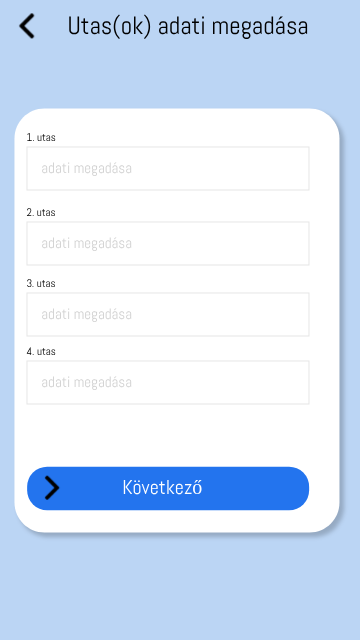 Utas(ok) adati megadása
1. utas
adati megadása
2. utas
adati megadása
3. utas
adati megadása
4. utas
adati megadása
Következő